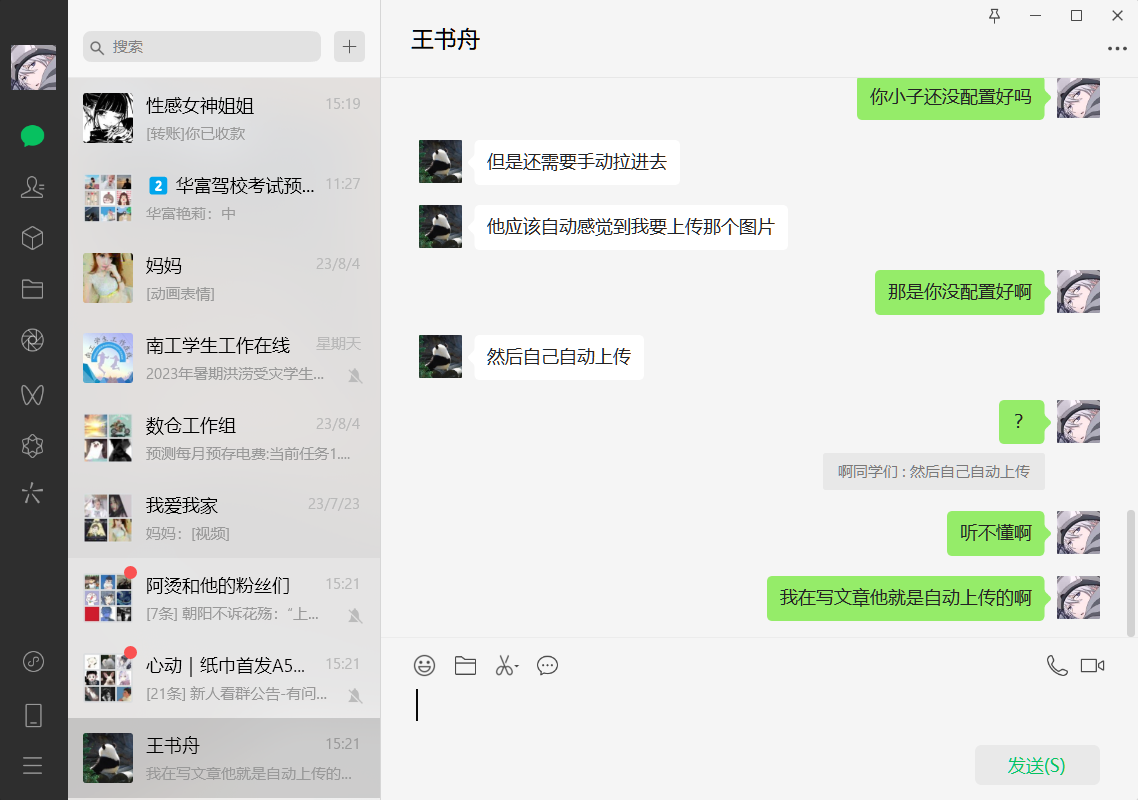 搜索
性感女神姐姐
15:19
[转账]你已收款
2 华富驾校考试预...
11:27
华富艳莉：中
妈妈
23/8/4
[动画表情]
南工学生工作在线
星期天
2023年暑期洪涝受灾学生...
数仓工作组
23/8/4
预测每月预存电费:当前任务1....
我爱我家
23/7/23
妈妈：[视频]
阿烫和他的粉丝们
15:21
[7条] 朝阳不诉花殇：“上...
心动｜纸巾首发A5...
15:21
[21条] 新人看群公告-有问...
王书舟
15:21
我在写文章他就是自动上传的...
王书舟
你小子还没配置好吗
但是还需要手动拉进去
他应该自动感觉到我要上传那个图片
那是你没配置好啊
然后自己自动上传
？
啊同学们 : 然后自己自动上传
听不懂啊
我在写文章他就是自动上传的啊
发送(S)